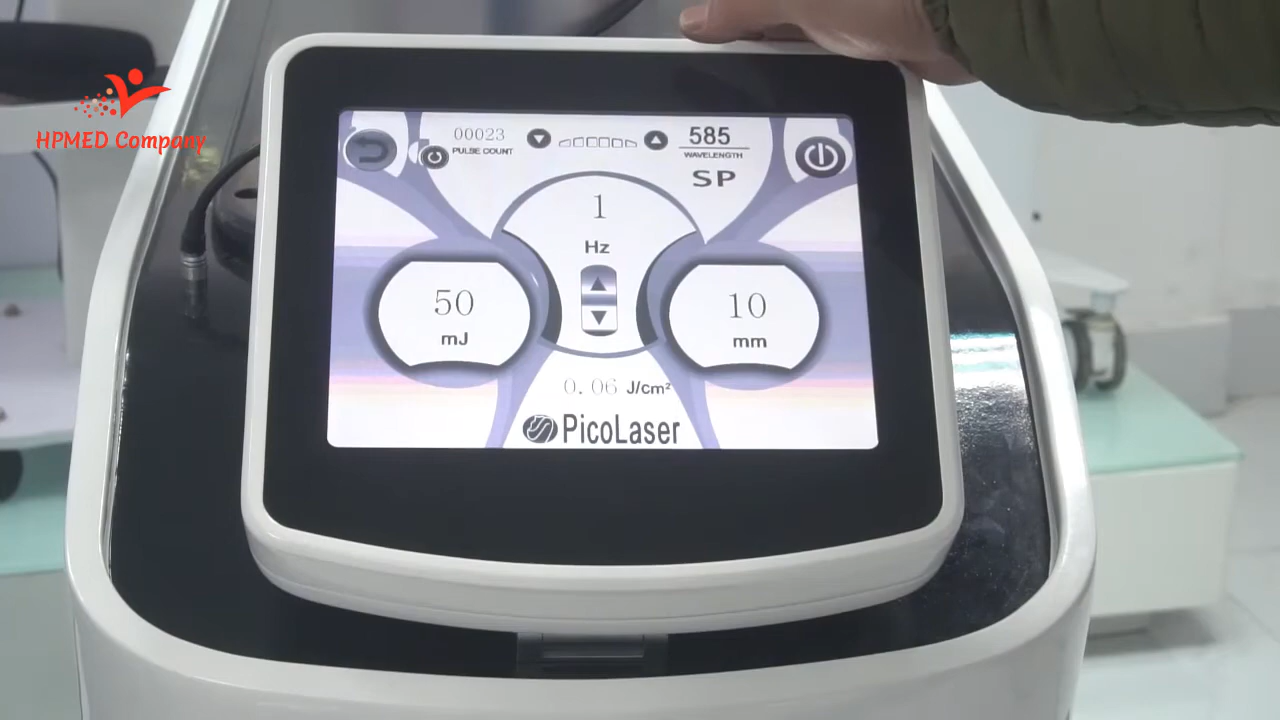 HPMED Company
00023
PULSE COUNT
585
WAVELENGTH
SP
1
Hz
50
mJ
10
mm
0.06 J/cm²
PicoLaser